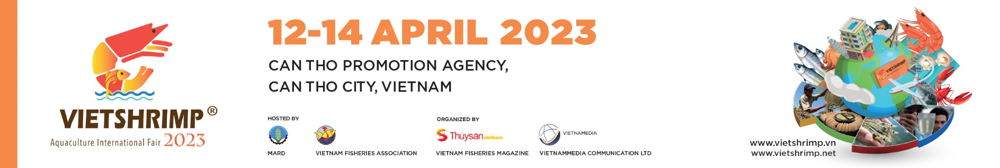 VIETSHRIMP®
Aquaculture International Fair 2023
12-14 APRIL 2023
CAN THO PROMOTION AGENCY,
CAN THO CITY, VIETNAM
HOSTED BY
MARD
VIETNAM FISHERIES ASSOCIATION
ORGANIZED BY
Thủysản vietnam
VIETNAM FISHERIES MAGAZINE
VIETNAMEDIA
VIETNAMMEDIA COMMUNICATION LTD
VIETSHRIMP
www.vietshrimp.vn
www.vietshrimp.net